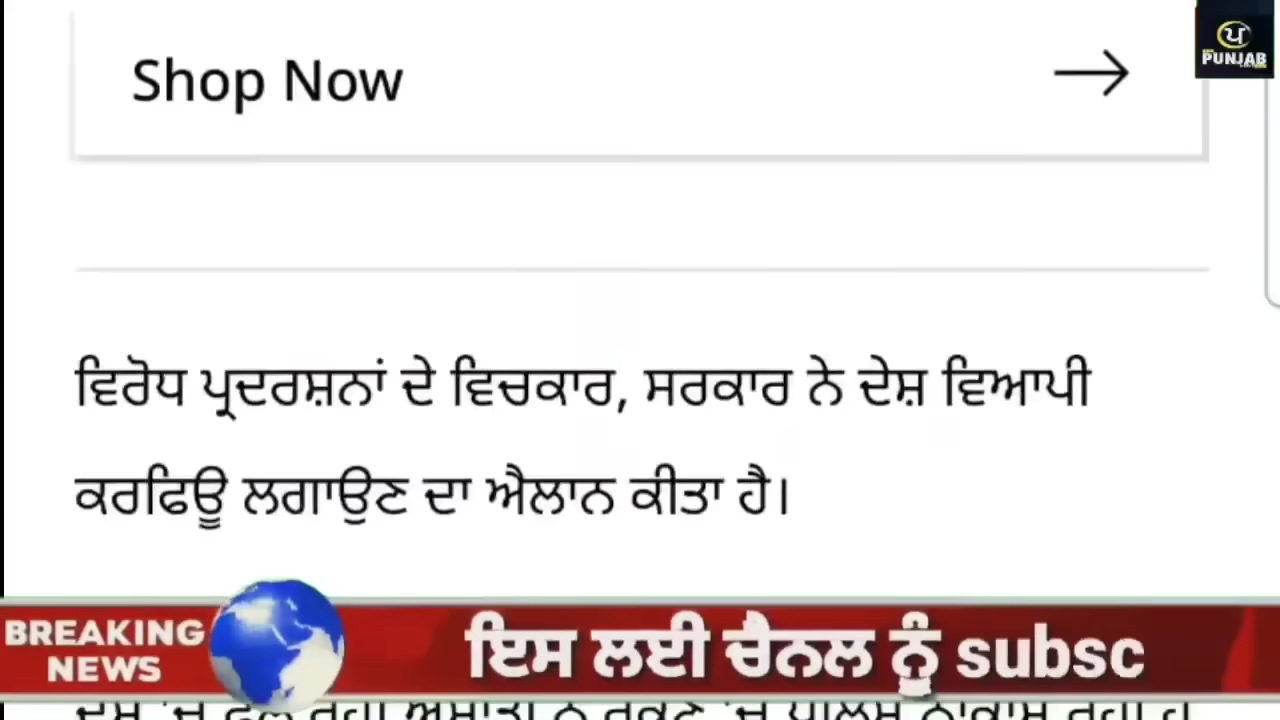 Shop Now
ਪ
PUNJAB
ਵਿਰੋਧ ਪ੍ਰਦਰਸ਼ਨਾਂ ਦੇ ਵਿਚਕਾਰ, ਸਰਕਾਰ ਨੇ ਦੇਸ਼ ਵਿਆਪੀ
ਕਰਫਿਊ ਲਗਾਉਣ ਦਾ ਐਲਾਨ ਕੀਤਾ ਹੈ।
BREAKING
NEWS
ਇਸ ਲਈ ਚੈਨਲ ਨੂੰ subsc